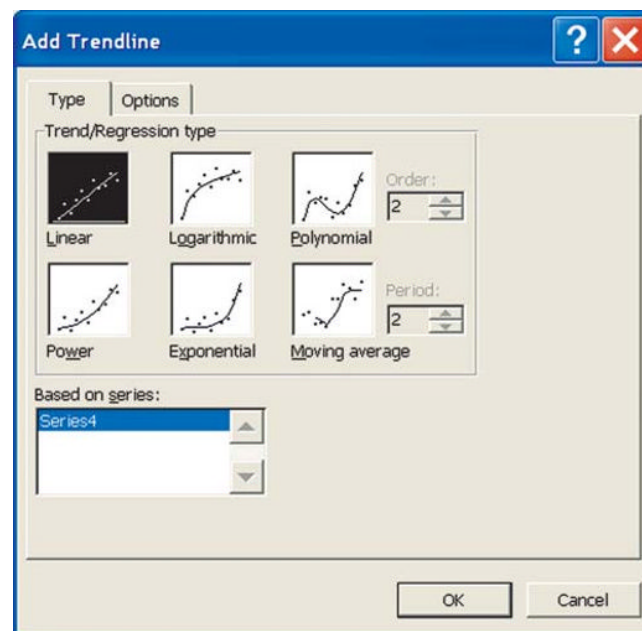 Add Trendline
?
Type Options
Trend/Regression type
Linear Logarithmic Polynomial
Order:
2
Power Exponential Moving average
Period:
2
Based on series:
Series4
OK Cancel